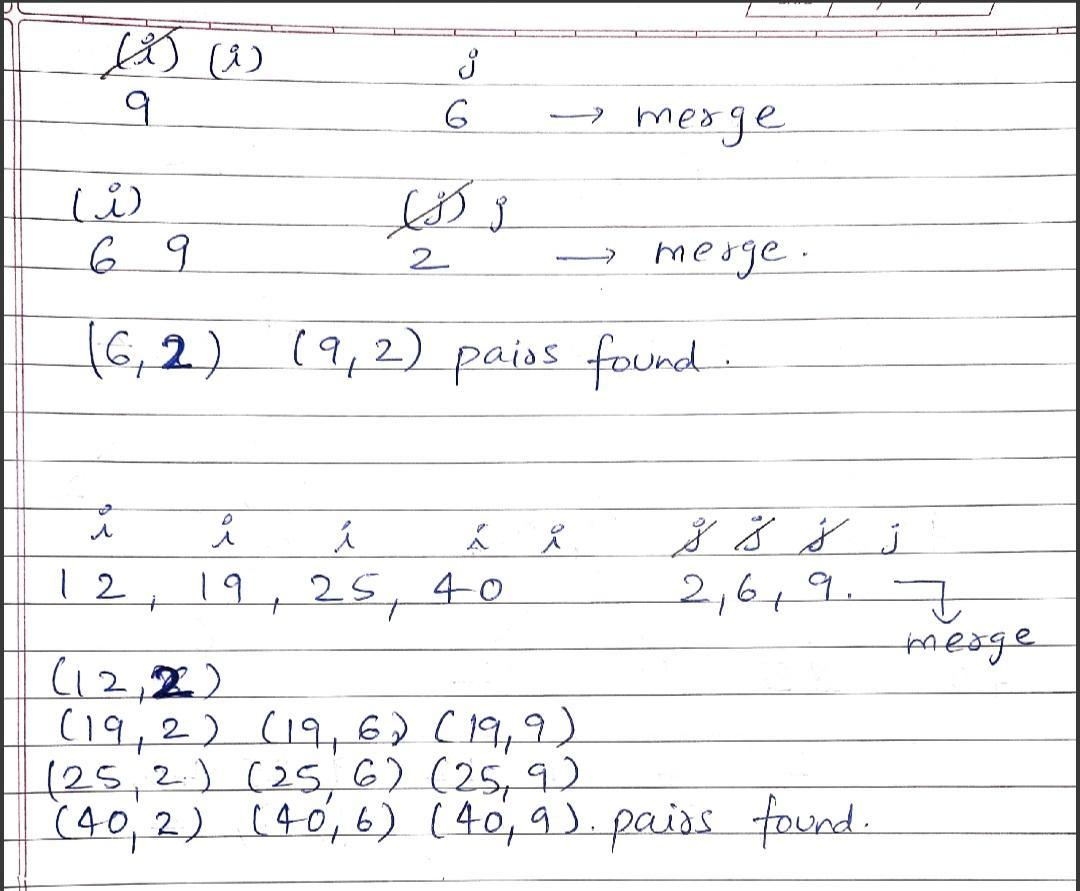 (i) (i) j
9 6 → merge
(i) (j) j
6 9 2 → merge.
(6,2) (9,2) pairs found.
i i i i i j j j j
12, 19, 25, 40 2,6,9.
merge
(12,2)
(19,2) (19,6) (19,9)
(25,2) (25,6) (25,9)
(40,2) (40,6) (40,9). pairs found.